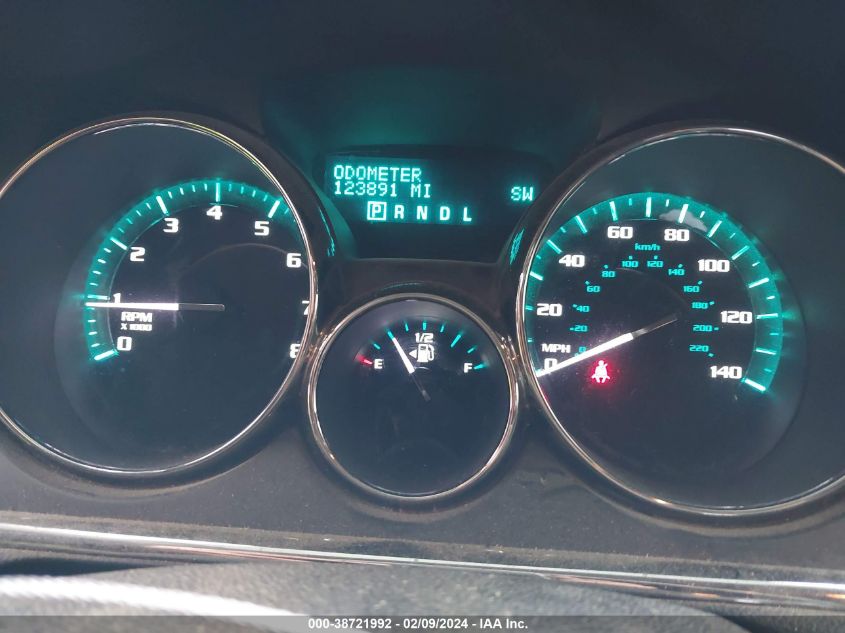 ODOMETER
123891 MI
SW
P R N D L
0 1 2 3 4 5 6 7 8
RPM
X 1000
E 1/2 F
0 20 40 60 80 100 120 140
MPH
km/h
0 20 40 60 80 100 120 140 160 180 200 220
000-38721992 - 02/09/2024 - IAA Inc.